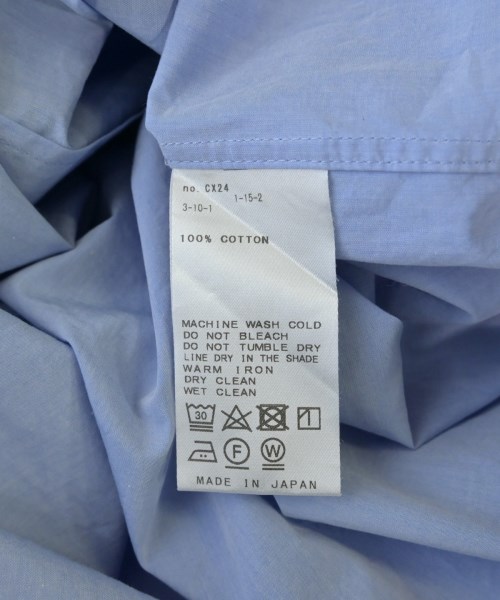 no. CX24
1-15-2
3-10-1
100% COTTON
MACHINE WASH COLD
DO NOT BLEACH
DO NOT TUMBLE DRY
LINE DRY IN THE SHADE
WARM IRON
DRY CLEAN
WET CLEAN
30
F W
MADE IN JAPAN